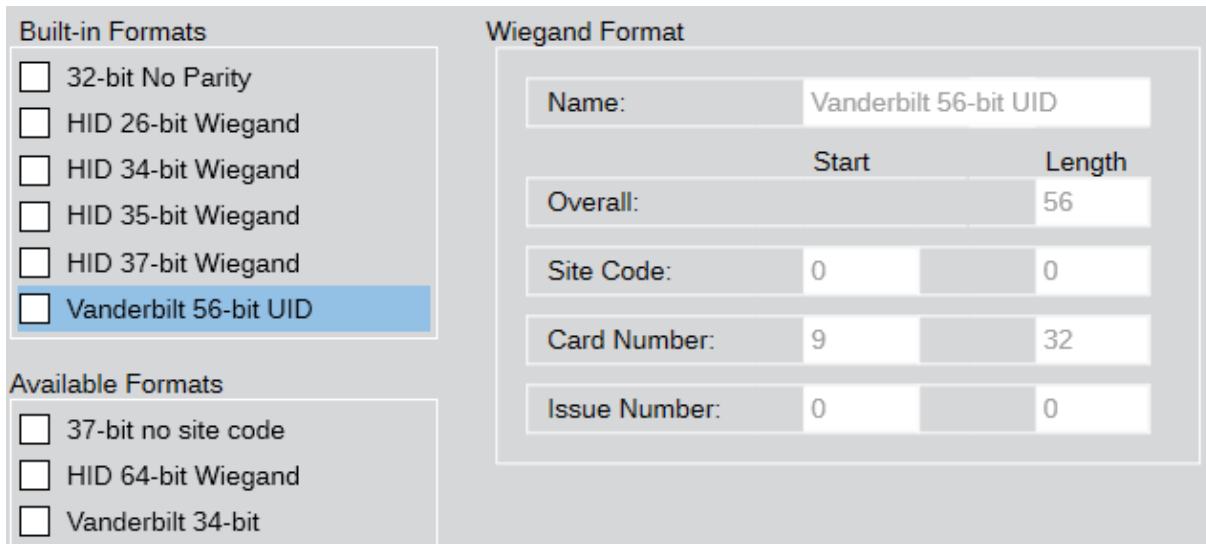 Built-in Formats
32-bit No Parity
HID 26-bit Wiegand
HID 34-bit Wiegand
HID 35-bit Wiegand
HID 37-bit Wiegand
Vanderbilt 56-bit UID
Available Formats
37-bit no site code
HID 64-bit Wiegand
Vanderbilt 34-bit
Wiegand Format
Name: Vanderbilt 56-bit UID
Start Length
Overall: 56
Site Code: 0 0
Card Number: 9 32
Issue Number: 0 0